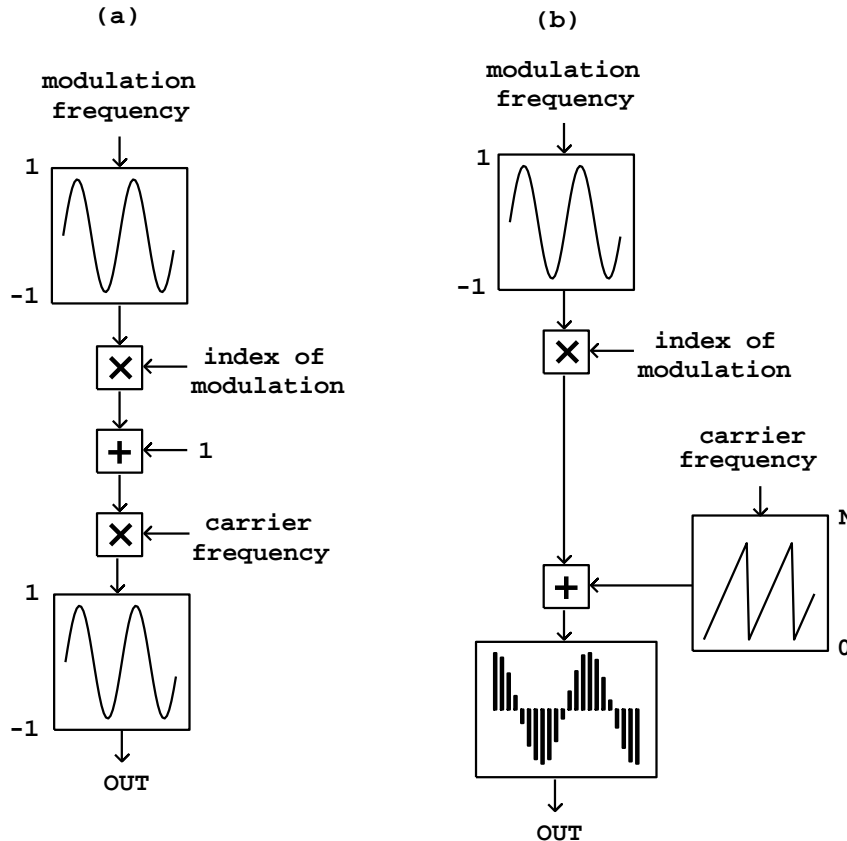 (a)
modulation
frequency
1
-1
index of
modulation
1
carrier
frequency
1
-1
OUT
(b)
modulation
frequency
1
-1
index of
modulation
carrier
frequency
0
OUT